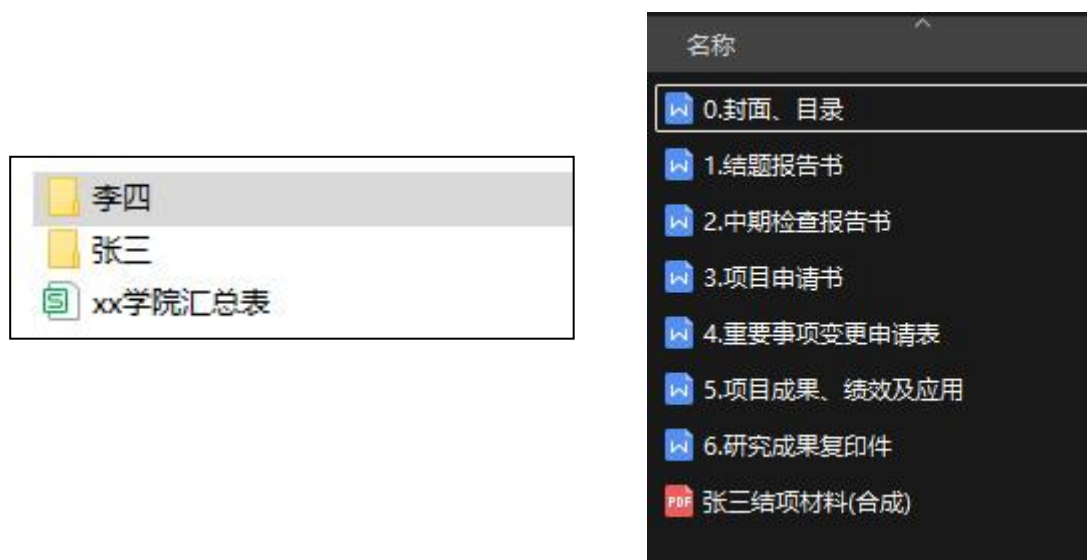 李四
张三
xx学院汇总表
名称
0.封面、目录
1.结题报告书
2.中期检查报告书
3.项目申请书
4.重要事项变更申请表
5.项目成果、绩效及应用
6.研究成果复印件
张三结项材料(合成)